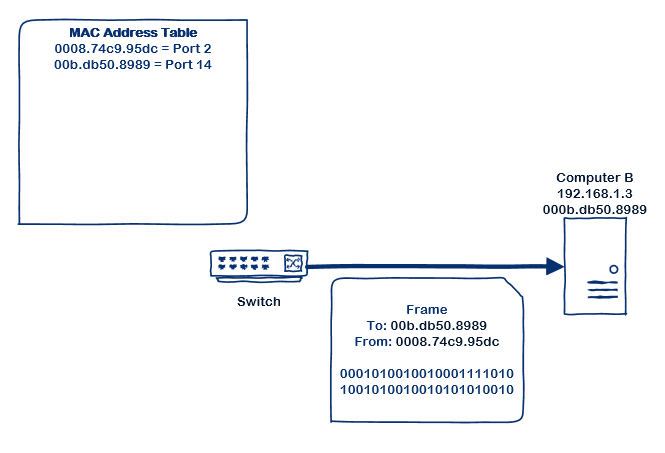 MAC Address Table
0008.74c9.95dc = Port 2
00b.db50.8989 = Port 14
Computer B
192.168.1.3
000b.db50.8989
Switch
Frame
To: 00b.db50.8989
From: 0008.74c9.95dc
0001010010010001111010
1001010010010101010010